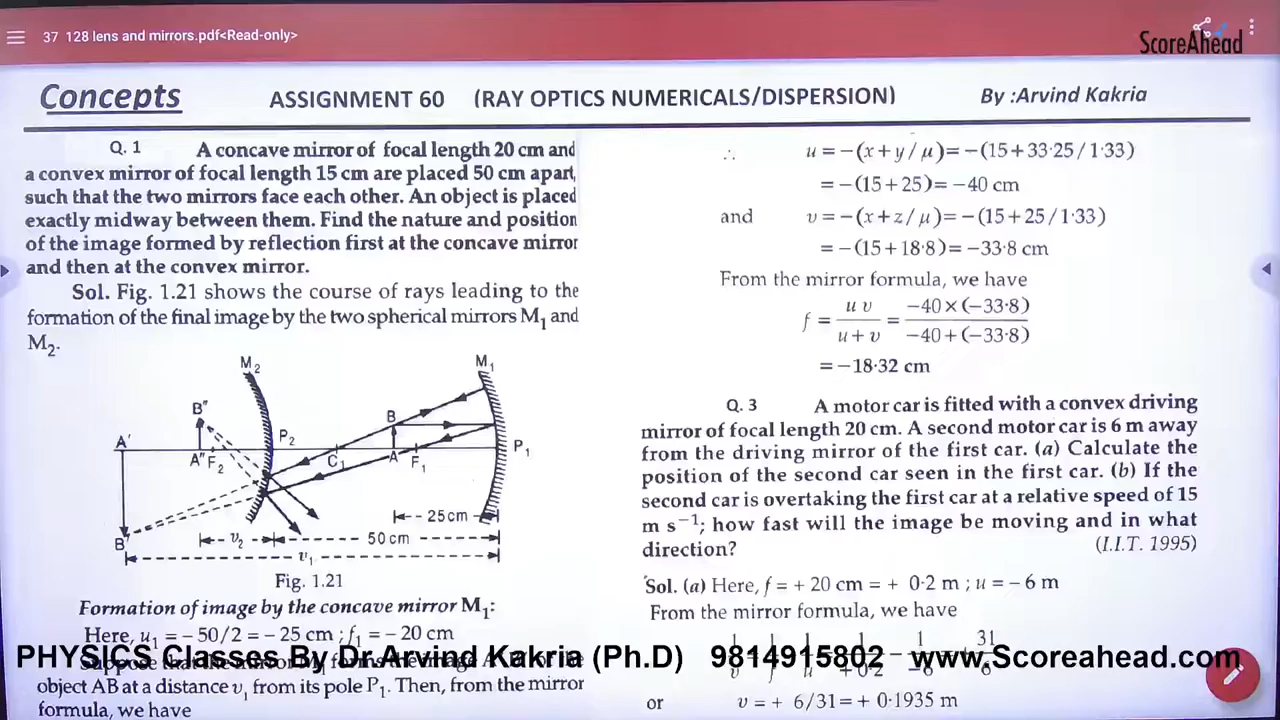 37 128 lens and mirrors.pdf<Read-only>
ScoreAhead
Concepts ASSIGNMENT 60 (RAY OPTICS NUMERICALS/DISPERSION) By :Arvind Kakria
Q. 1 A concave mirror of focal length 20 cm and
a convex mirror of focal length 15 cm are placed 50 cm apart,
such that the two mirrors face each other. An object is placed
exactly midway between them. Find the nature and position
of the image formed by reflection first at the concave mirror
and then at the convex mirror.
Sol. Fig. 1.21 shows the course of rays leading to the
formation of the final image by the two spherical mirrors M₁ and
M₂.
M₂ M₁
B" B
A' P₂ P₁
A" F₂ C₁ A F₁
25cm
B' v₂ 50cm
v₁
Fig. 1.21
Formation of image by the concave mirror M₁:
Here, u₁ = − 50/2 = − 25 cm ; f₁ = − 20 cm
object AB at a distance v₁ from its pole P₁. Then, from the mirror
formula, we have
∴ u = −(x + y / μ) = −(15 + 33·25 / 1·33)
= −(15 + 25) = −40 cm
and v = −(x + z / μ) = −(15 + 25 / 1·33)
= −(15 + 18·8) = −33·8 cm
From the mirror formula, we have
f = u v / u + v = −40 × (−33·8) / −40 + (−33·8)
= −18·32 cm
Q. 3 A motor car is fitted with a convex driving
mirror of focal length 20 cm. A second motor car is 6 m away
from the driving mirror of the first car. (a) Calculate the
position of the second car seen in the first car. (b) If the
second car is overtaking the first car at a relative speed of 15
m s⁻¹; how fast will the image be moving and in what
direction? (I.I.T. 1995)
Sol. (a) Here, f = + 20 cm = + 0·2 m ; u = − 6 m
From the mirror formula, we have
or v = + 6/31 = + 0·1935 m
PHYSICS Classes By Dr Arvind Kakria (Ph.D) 9814915802 www.Scoreahead.com